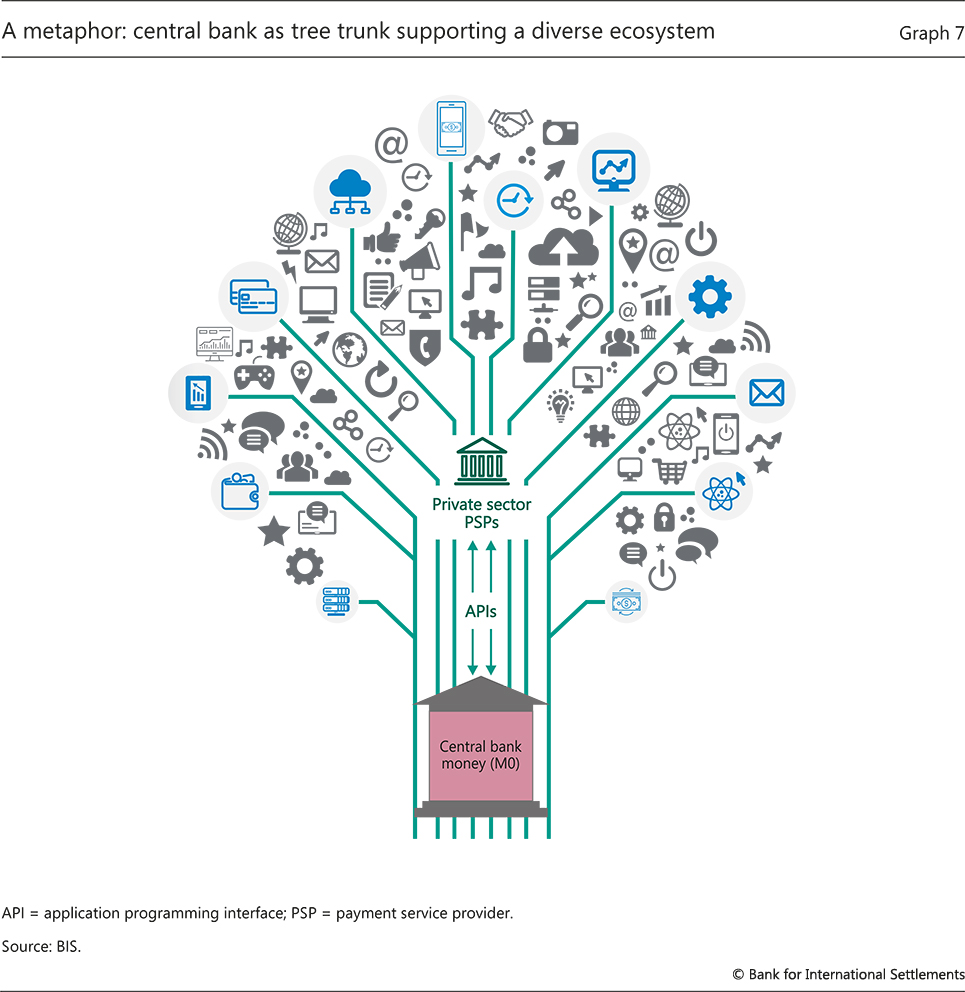 A metaphor: central bank as tree trunk supporting a diverse ecosystem
Graph 7
@
@
@
Private sector
PSPs
APIs
Central bank
money (M0)
API = application programming interface; PSP = payment service provider.
Source: BIS.
© Bank for International Settlements